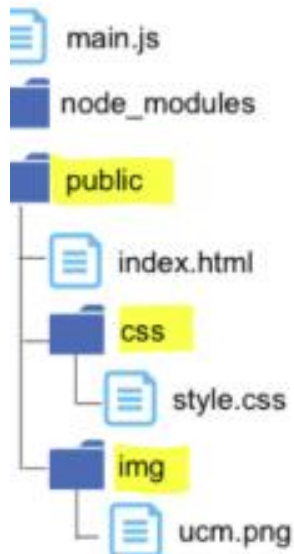 main.js
node_modules
public
index.html
css
style.css
img
ucm.png